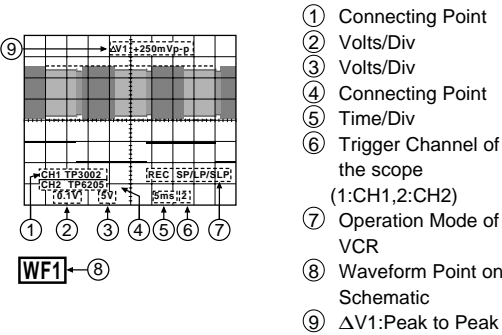 ΔV1: +250mVp-p
9
CH1 TP3002
REC SP/LP/SLP
CH2 TP6205
0.1V
5V
5ms
2
1
2
3
4
5
6
7
WF1
8
1 Connecting Point
2 Volts/Div
3 Volts/Div
4 Connecting Point
5 Time/Div
6 Trigger Channel of
the scope
(1:CH1,2:CH2)
7 Operation Mode of
VCR
8 Waveform Point on
Schematic
9 ΔV1:Peak to Peak